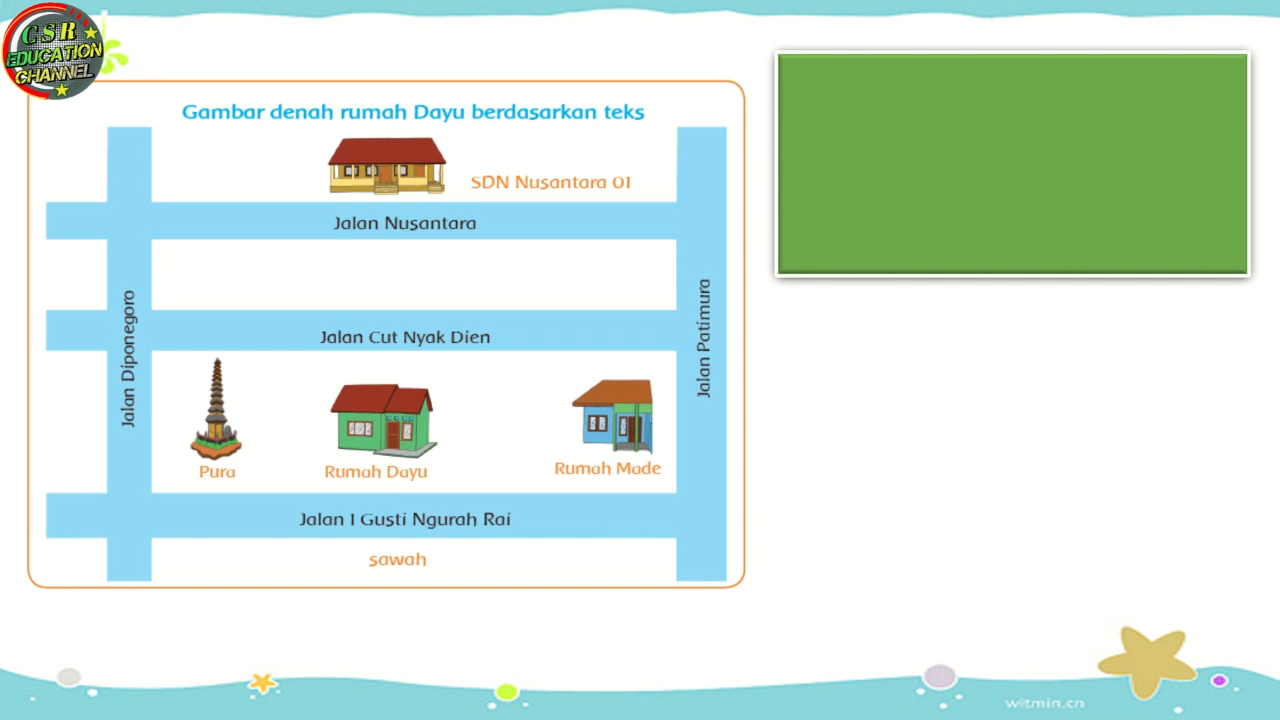 CSR
EDUCATION
CHANNEL
Gambar denah rumah Dayu berdasarkan teks
SDN Nusantara 01
Jalan Nusantara
Jalan Diponegoro
Jalan Cut Nyak Dien
Jalan Patimura
Pura
Rumah Dayu
Rumah Made
Jalan I Gusti Ngurah Rai
sawah
witmin.cn